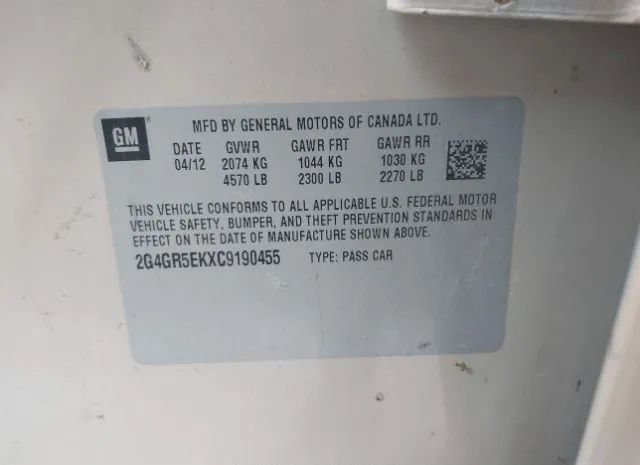 GM ®
MFD BY GENERAL MOTORS OF CANADA LTD.
DATE GVWR GAWR FRT GAWR RR
04/12 2074 KG 1044 KG 1030 KG
4570 LB 2300 LB 2270 LB
THIS VEHICLE CONFORMS TO ALL APPLICABLE U.S. FEDERAL MOTOR
VEHICLE SAFETY, BUMPER, AND THEFT PREVENTION STANDARDS IN
EFFECT ON THE DATE OF MANUFACTURE SHOWN ABOVE.
2G4GR5EKXC9190455 TYPE: PASS CAR